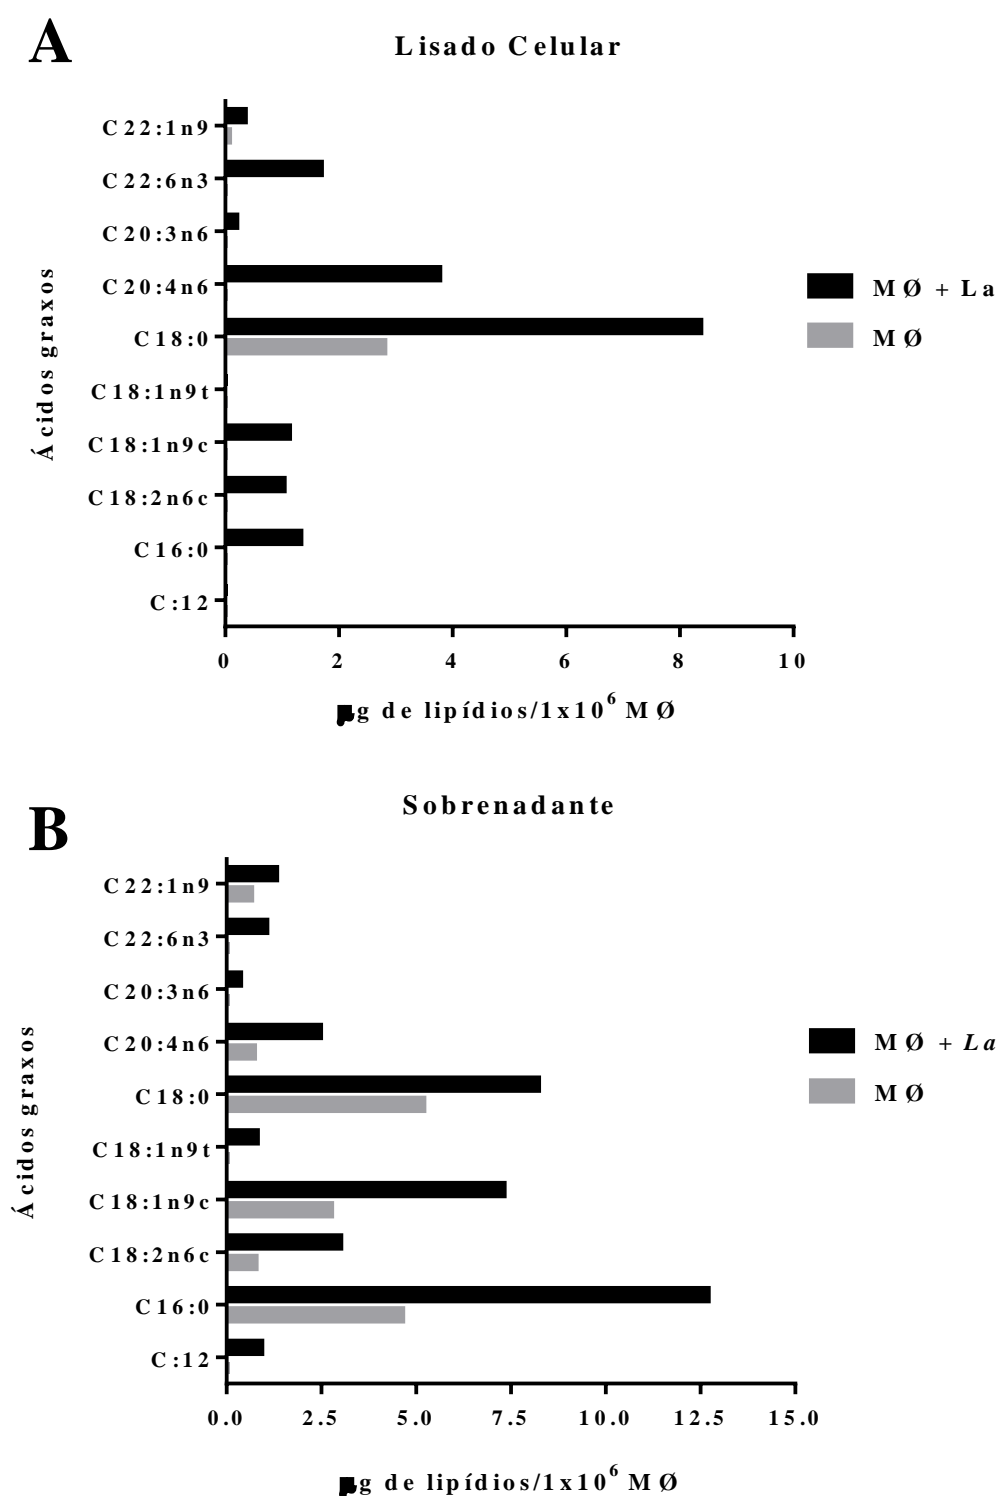 A
Lisado Celular
C22:1n9
C22:6n3
C20:3n6
C20:4n6
C18:0
C18:1n9t
C18:1n9c
C18:2n6c
C16:0
C:12
Ácidos graxos
MØ + La
MØ
0 2 4 6 8 10
µg de lipídios/1x10⁶ MØ
B
Sobrenadante
C22:1n9
C22:6n3
C20:3n6
C20:4n6
C18:0
C18:1n9t
C18:1n9c
C18:2n6c
C16:0
C:12
Ácidos graxos
MØ + La
MØ
0.0 2.5 5.0 7.5 10.0 12.5 15.0
µg de lipídios/1x10⁶ MØ